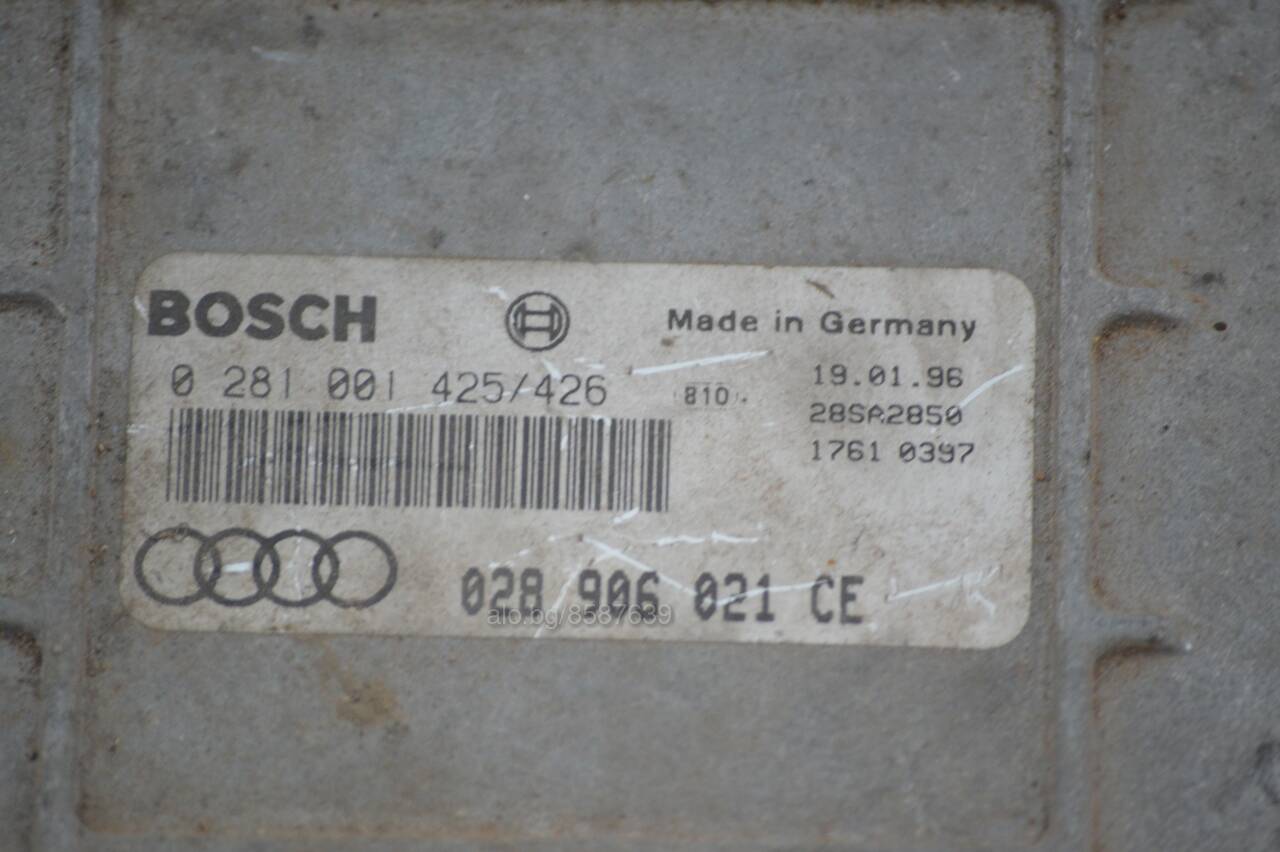 BOSCH
Made in Germany
0 281 001 425/426
810
19.01.96
28SA2850
1761 0397
028 906 021 CE
alo.bg/8587689